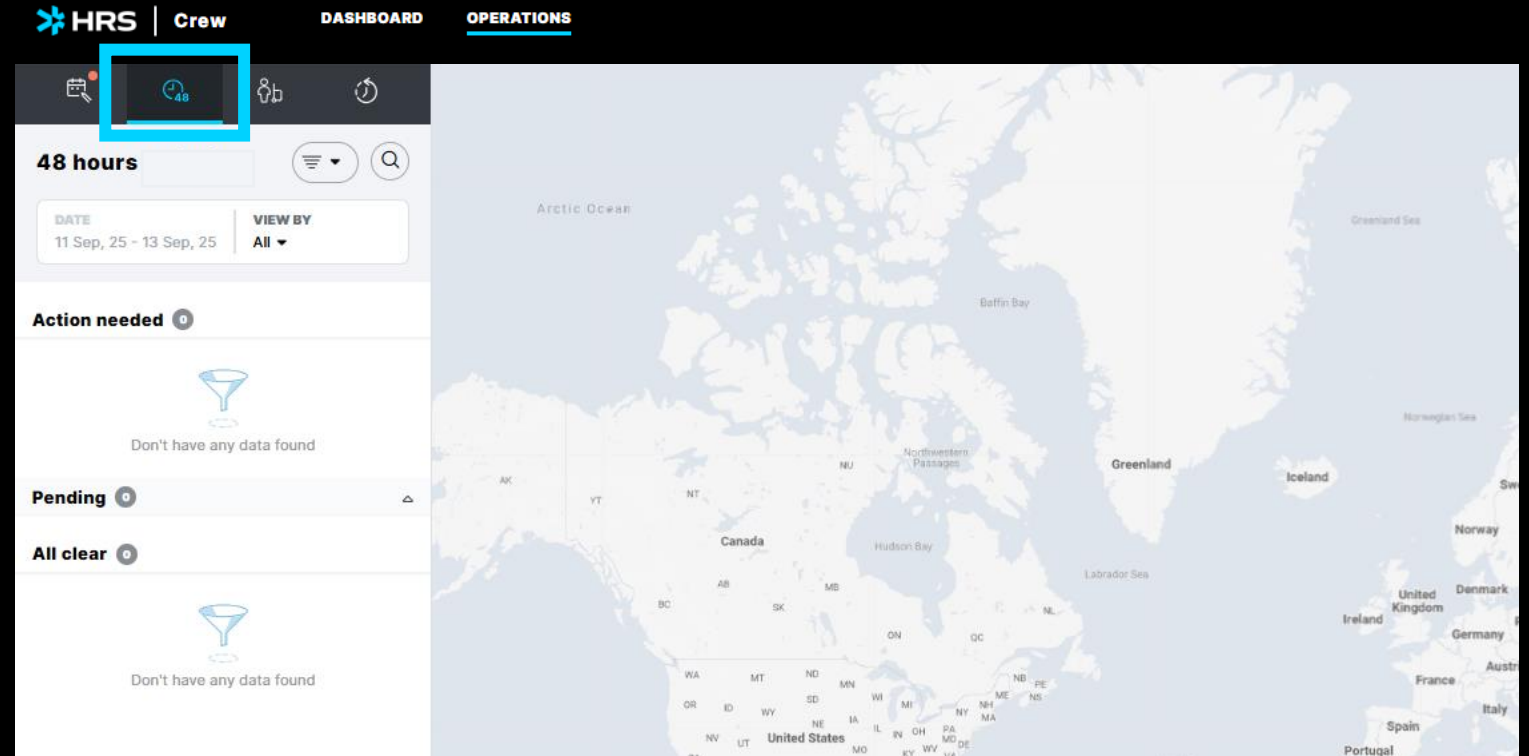 HRS | Crew DASHBOARD OPERATIONS
48
48 hours
DATE VIEW BY
11 Sep, 25 - 13 Sep, 25 All
Action needed 0
Don't have any data found
Pending 0
All clear 0
Don't have any data found
Arctic Ocean
Greenland Sea
Baffin Bay
Norwegian Sea
Northwestern
Passages
NU
Greenland
Iceland
AK
YT
NT
Norway
Canada
Hudson Bay
Labrador Sea
AB
MB
United
Kingdom
Denmark
BC
SK
NL
Ireland
ON
QC
Germany
WA
MT
ND
MN
NB
PE
France
OR
ID
WY
SD
WI
MI
NY
NH
MA
ME
NS
Italy
NE
IA
IL
IN
OH
PA
MD
DE
Spain
NV
UT
United States
MO
KY
WV
Portugal